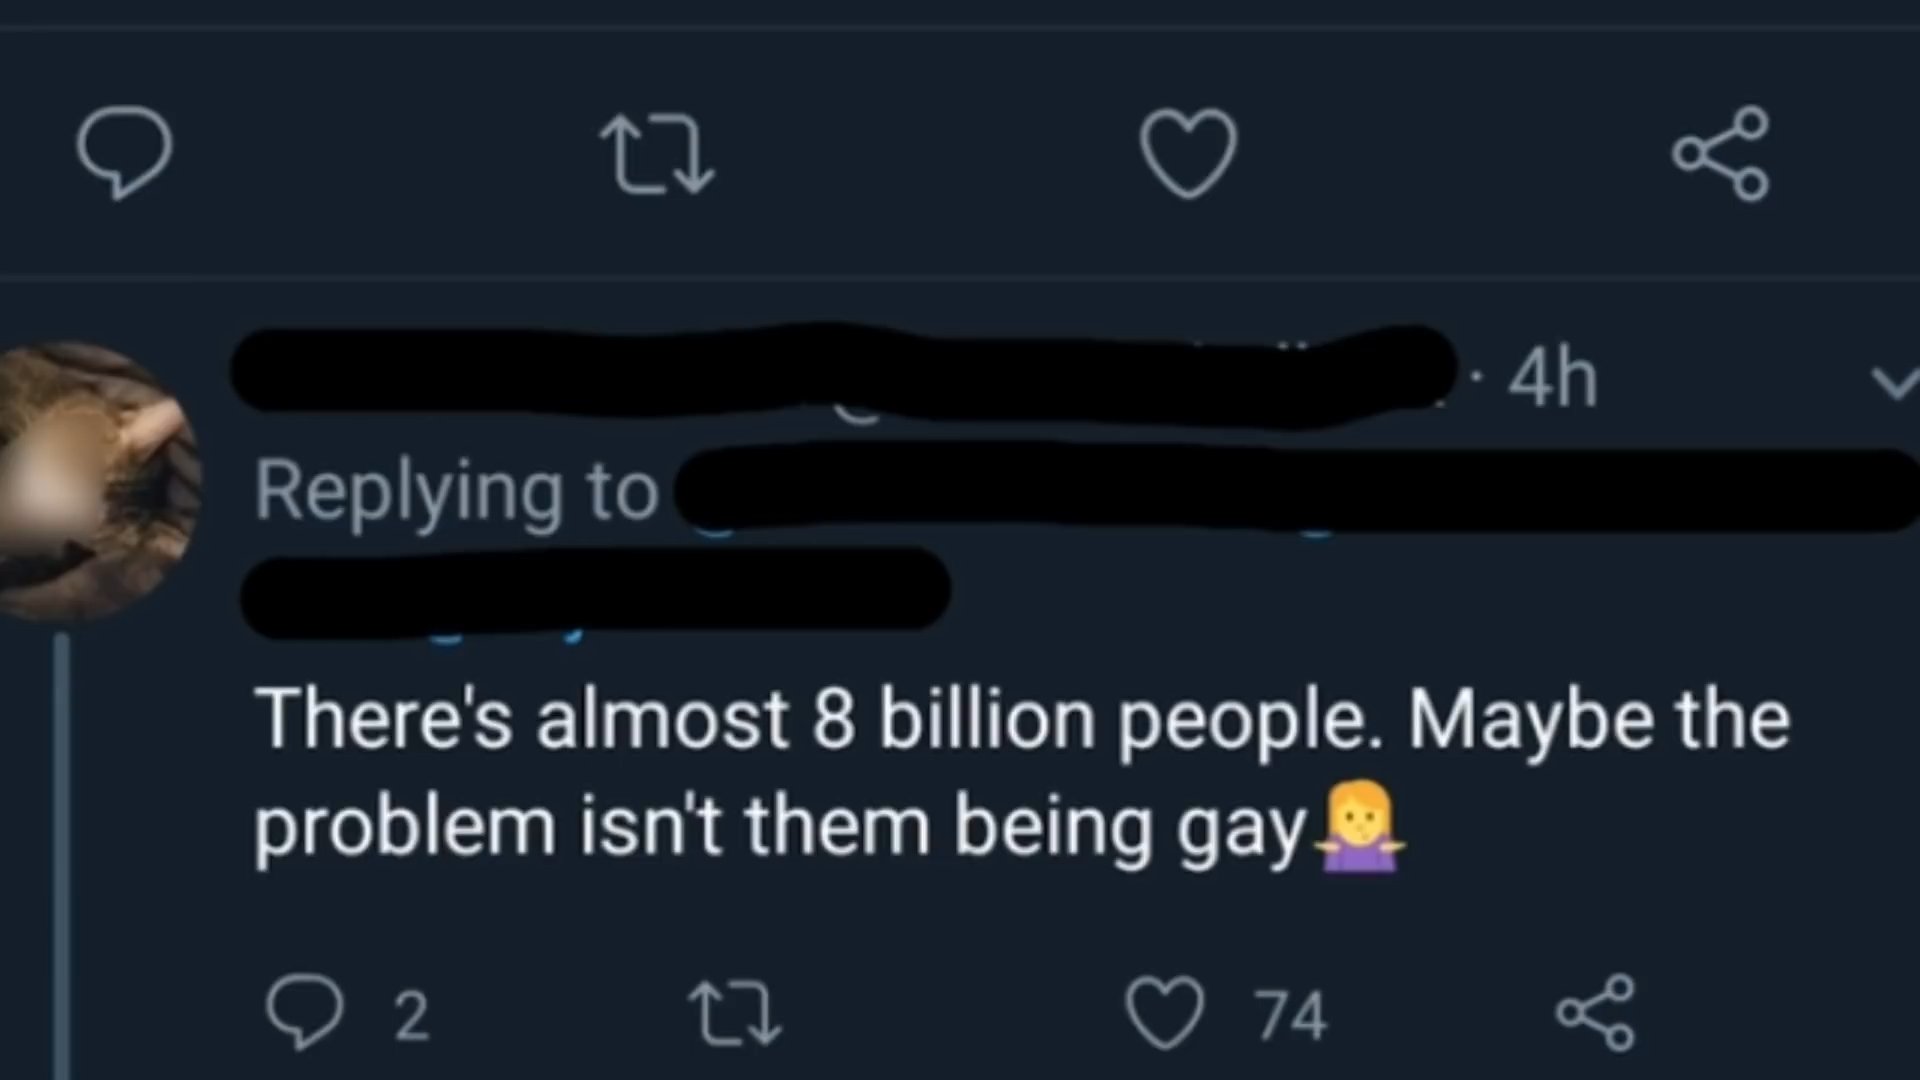 · 4h
Replying to
There's almost 8 billion people. Maybe the
problem isn't them being gay🤷‍♀️
2 74